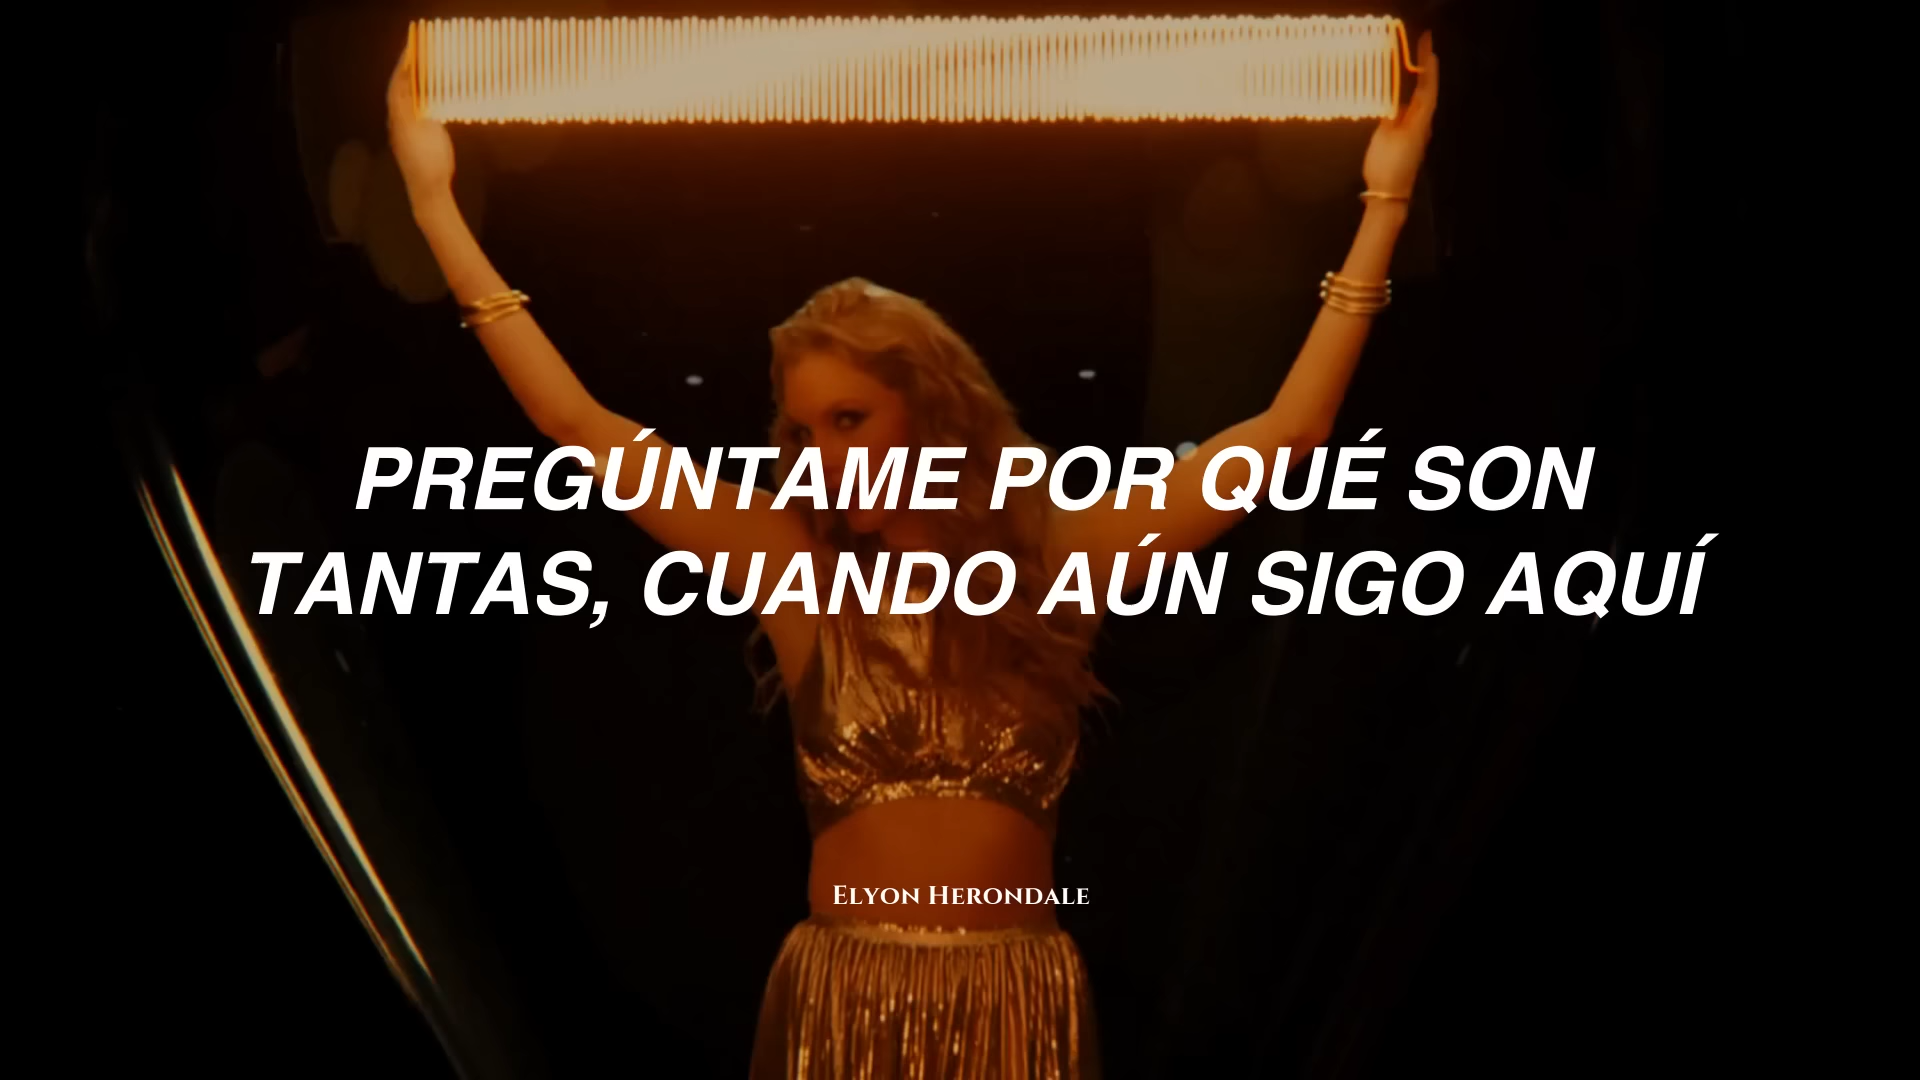 PREGÚNTAME POR QUÉ SON
TANTAS, CUANDO AÚN SIGO AQUÍ
Elyon Herondale